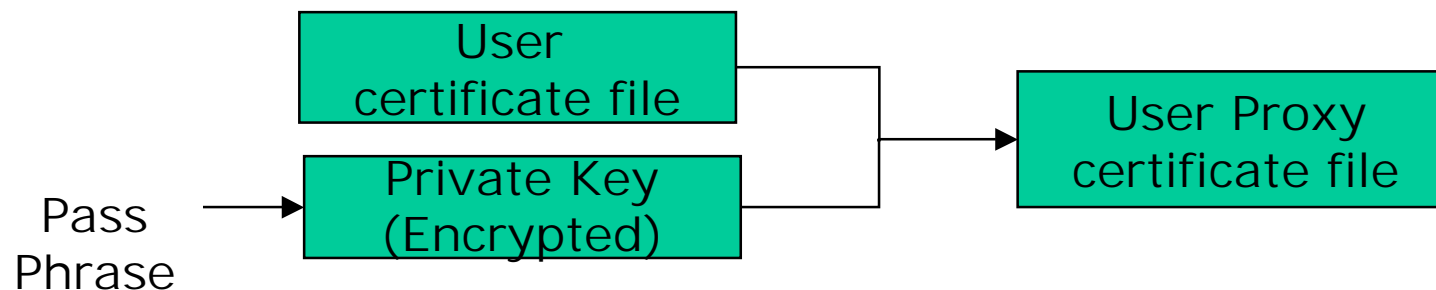 User
certificate file
User Proxy
certificate file
Private Key
(Encrypted)
Pass
Phrase